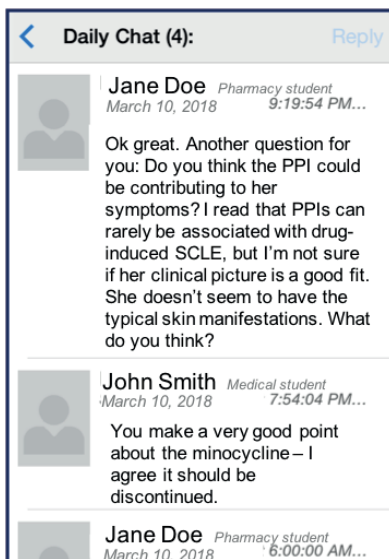 Daily Chat (4):
Reply
Jane Doe Pharmacy student
March 10, 2018 9:19:54 PM...
Ok great. Another question for
you: Do you think the PPI could
be contributing to her
symptoms? I read that PPIs can
rarely be associated with drug-
induced SCLE, but I'm not sure
if her clinical picture is a good fit.
She doesn't seem to have the
typical skin manifestations. What
do you think?
John Smith Medical student
March 10, 2018 7:54:04 PM...
You make a very good point
about the minocycline – I
agree it should be
discontinued.
Jane Doe Pharmacy student
March 10, 2018 6:00:00 AM...